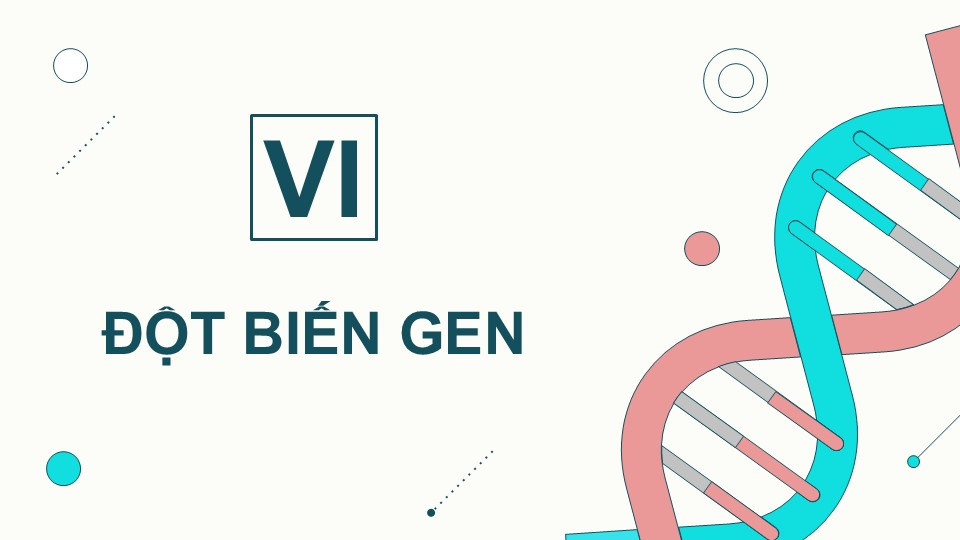 VI
ĐỘT BIẾN GEN